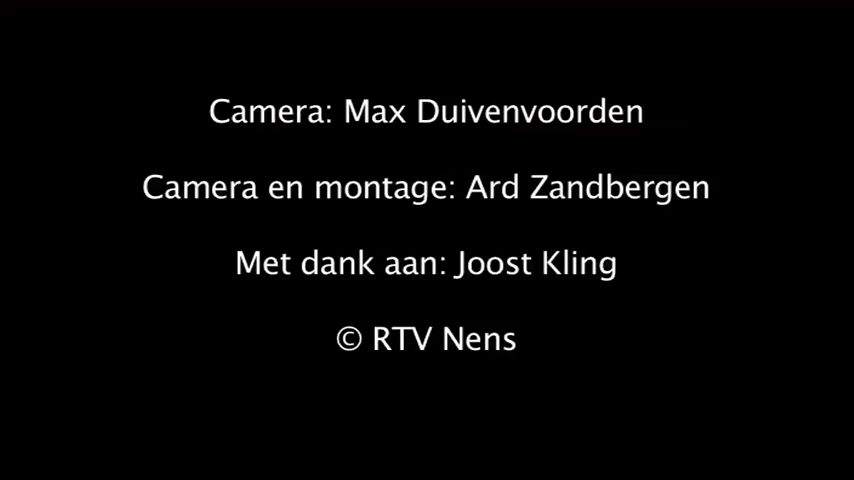 Camera: Max Duivenvoorden
Camera en montage: Ard Zandbergen
Met dank aan: Joost Kling
© RTV Nens